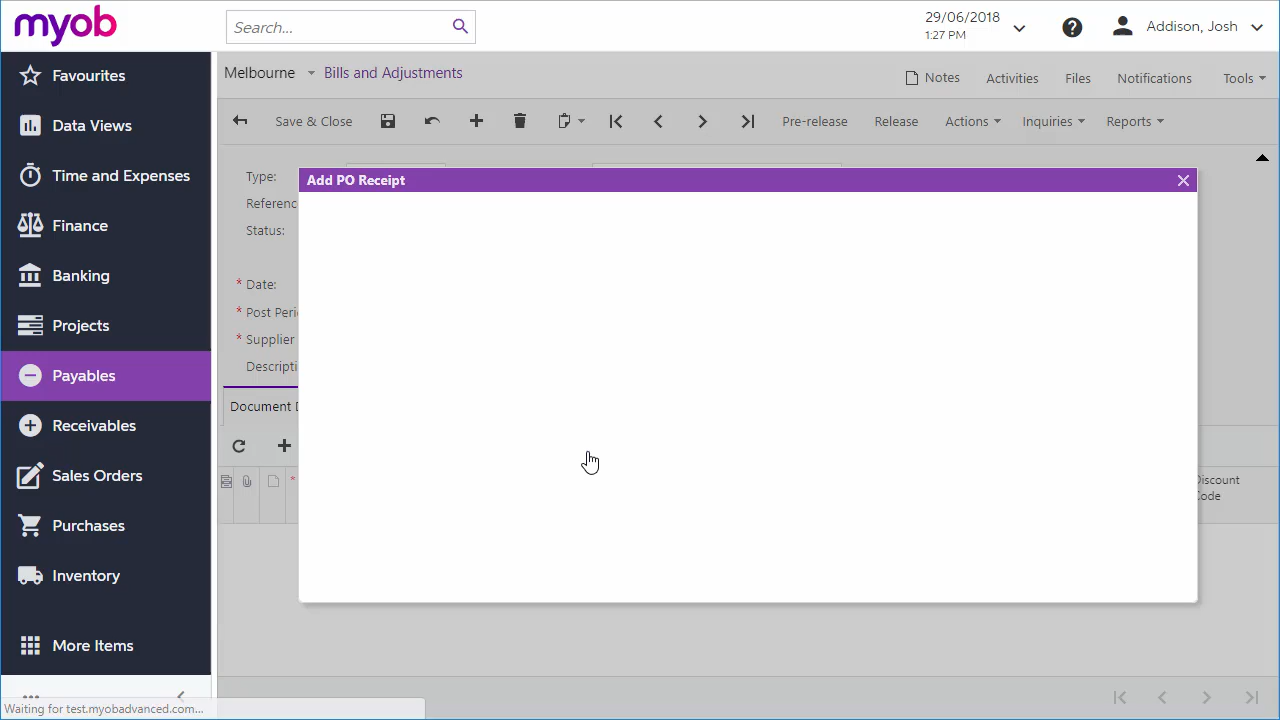 myob
Search...
29/06/2018
1:27 PM
Addison, Josh
Favourites
Data Views
Time and Expenses
Finance
Banking
Projects
Payables
Receivables
Sales Orders
Purchases
Inventory
More Items
Melbourne
Bills and Adjustments
Notes
Activities
Files
Notifications
Tools
Save & Close
Pre-release
Release
Actions
Inquiries
Reports
Type:
Referenc
Status:
* Date:
* Post Peri
* Supplier
Descripti
Add PO Receipt
Document D
*
iscount
ode
Waiting for test.myobadvanced.com...